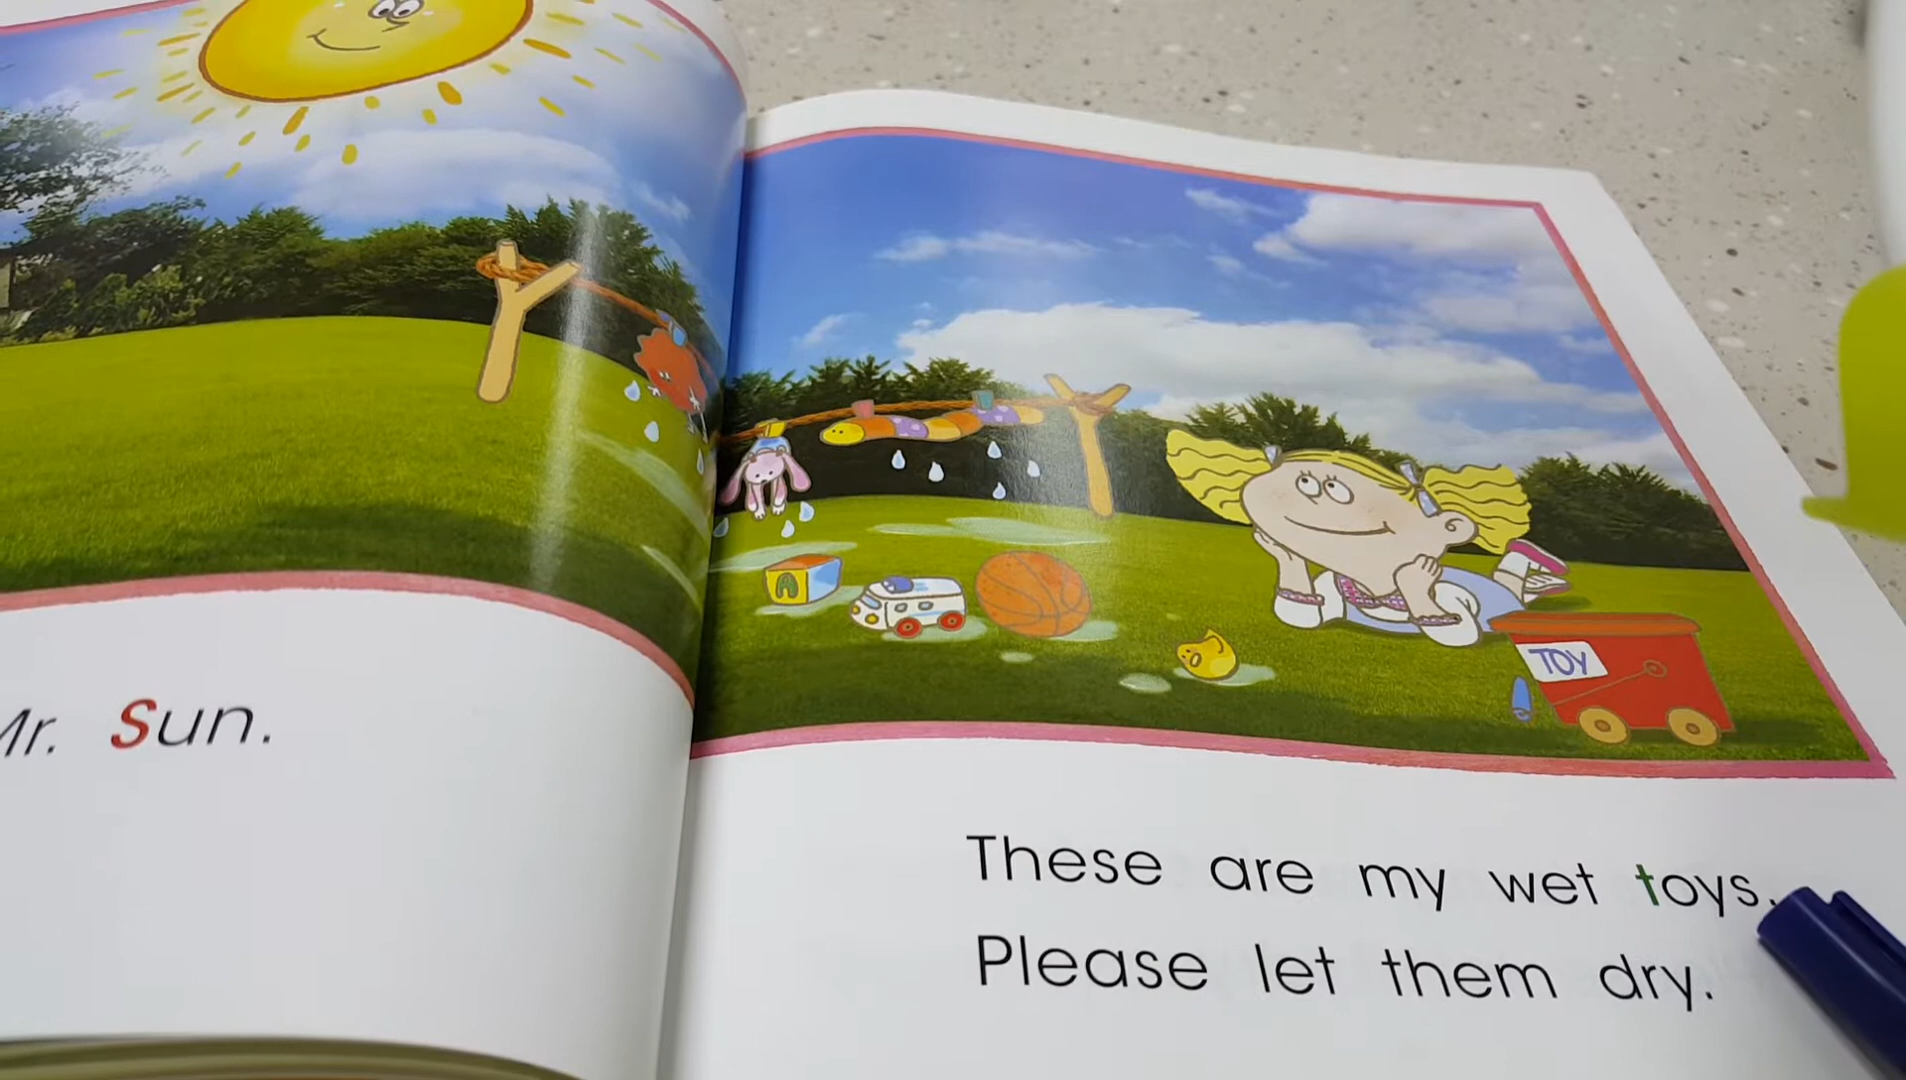 Mr. Sun.
A
TOY
These are my wet toys.
Please let them dry.